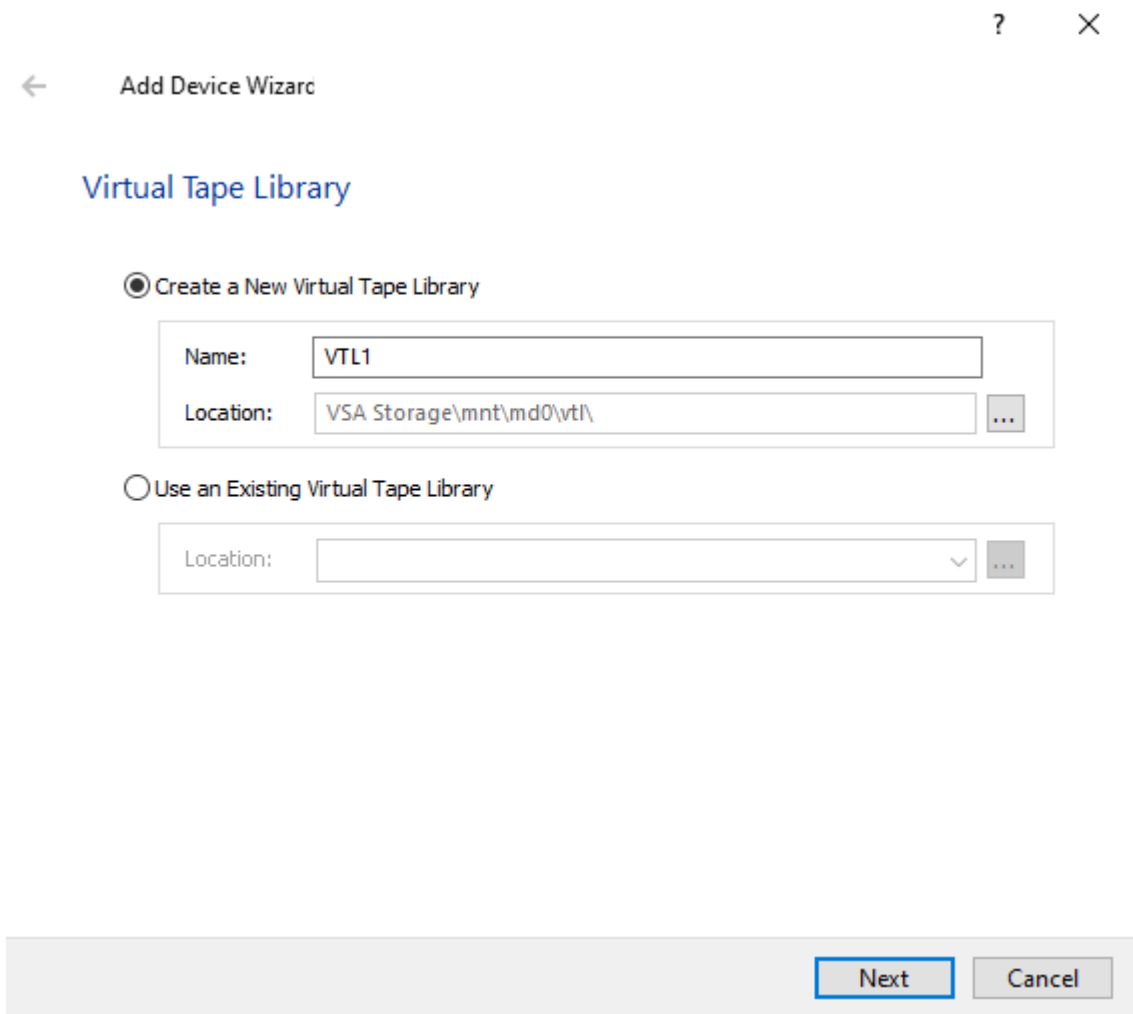 ?
Add Device Wizard
Virtual Tape Library
Create a New Virtual Tape Library
Name: VTL1
Location: VSA Storage\mnt\md0\vtl\ ...
Use an Existing Virtual Tape Library
Location: ...
Next Cancel